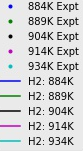 884K Expt
889K Expt
904K Expt
914K Expt
934K Expt
H2: 884K
H2: 889K
H2: 904K
H2: 914K
H2: 934K